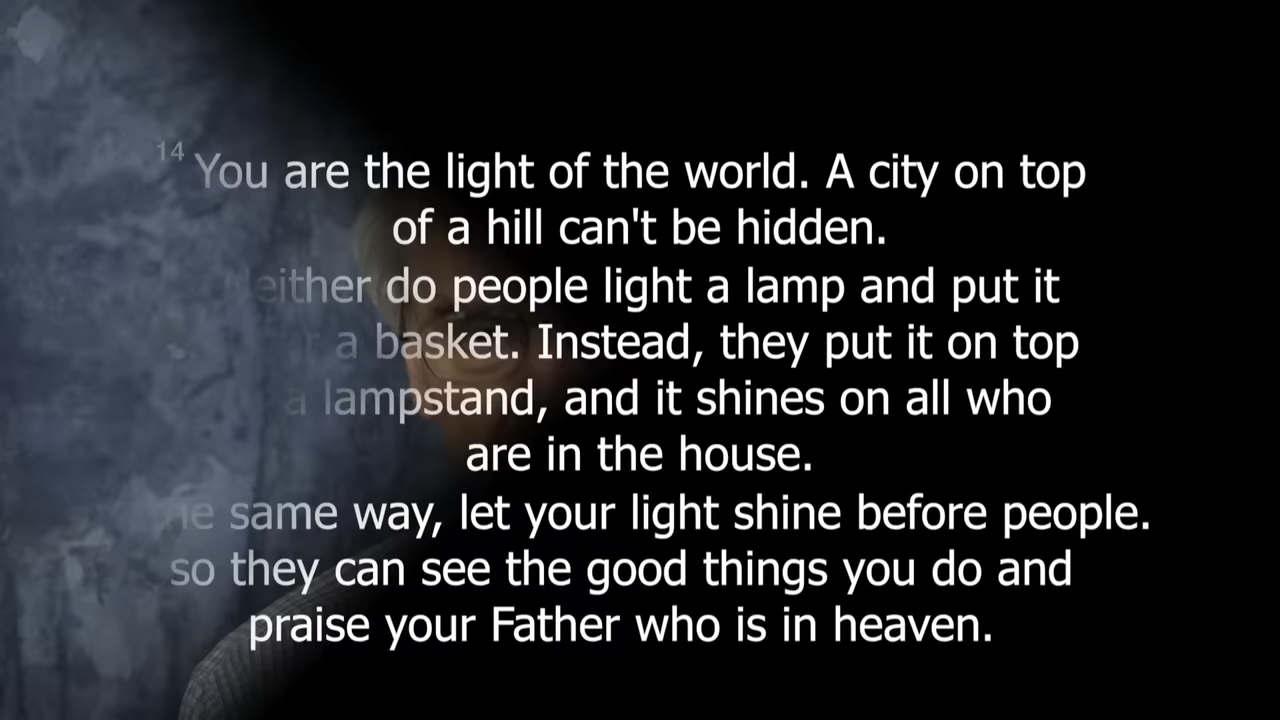 14 You are the light of the world. A city on top
of a hill can't be hidden.
either do people light a lamp and put it
a basket. Instead, they put it on top
a lampstand, and it shines on all who
are in the house.
same way, let your light shine before people.
so they can see the good things you do and
praise your Father who is in heaven.